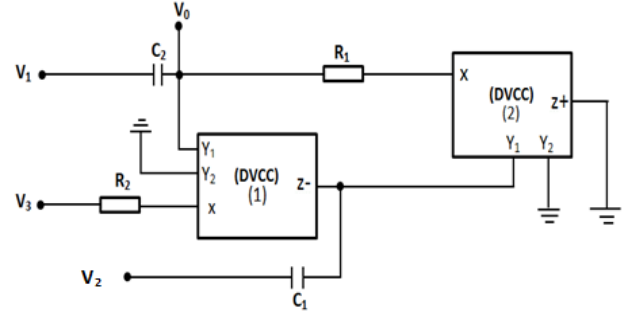 V₀
C₂
R₁
V₁
X
(DVCC)
(2)
Z+
Y₁ Y₂
Y₁
Y₂
(DVCC)
(1)
Z-
R₂
V₃
X
V₂
C₁